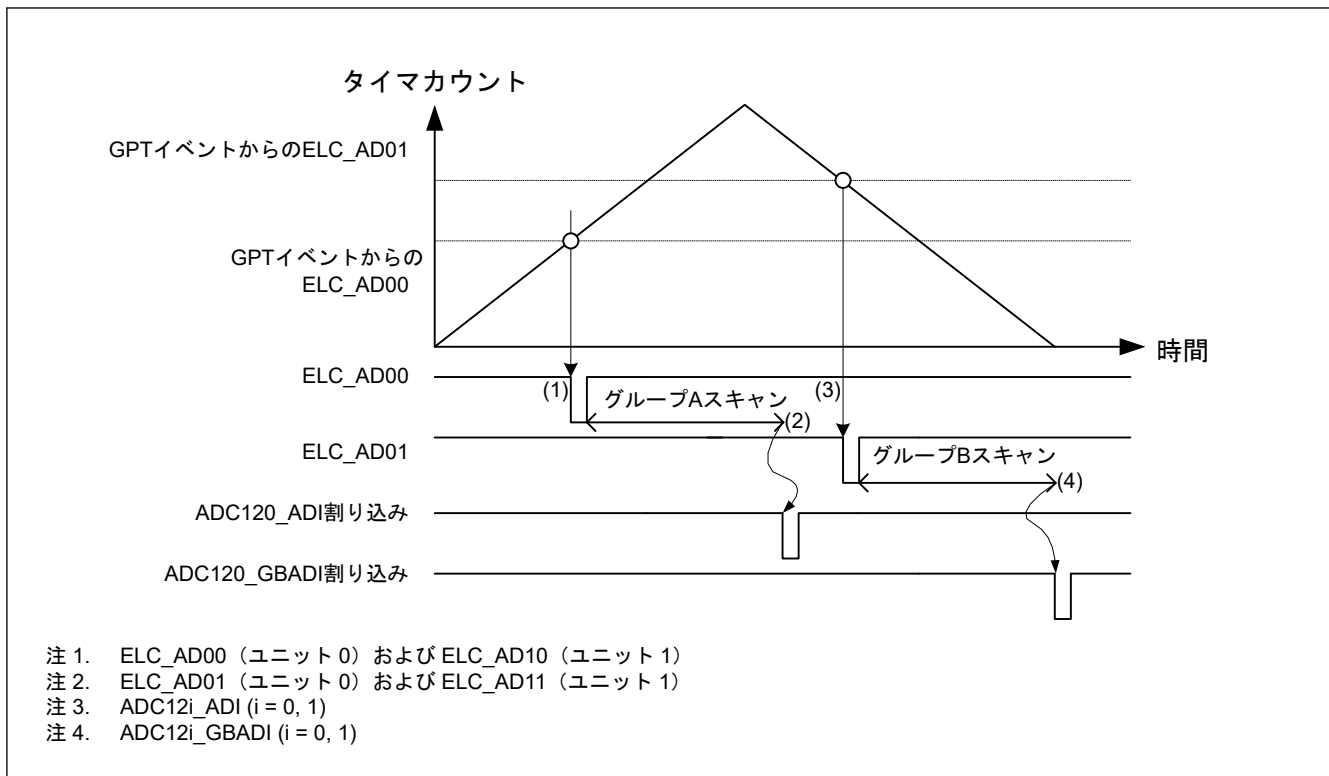 タイマカウント
GPTイベントからのELC_AD01
GPTイベントからの
ELC_AD00
時間
ELC_AD00
(1)
グループAスキャン
(2)
(3)
ELC_AD01
グループBスキャン
(4)
ADC120_ADI割り込み
ADC120_GBADI割り込み
注 1. ELC_AD00（ユニット 0）および ELC_AD10（ユニット 1）
注 2. ELC_AD01（ユニット 0）および ELC_AD11（ユニット 1）
注 3. ADC12i_ADI (i = 0, 1)
注 4. ADC12i_GBADI (i = 0, 1)